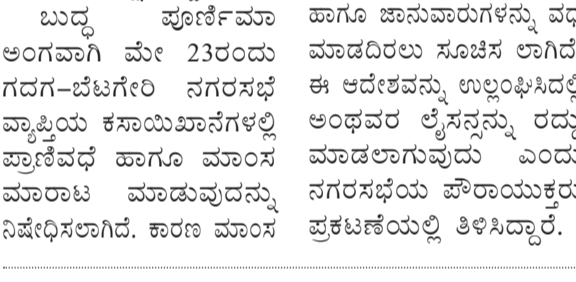 ಬುದ್ಧ ಪೂರ್ಣಿಮಾ
ಅಂಗವಾಗಿ ಮೇ 23ರಂದು
ಗದಗ-ಬೆಟಗೇರಿ ನಗರಸಭೆ
ವ್ಯಾಪ್ತಿಯ ಕಸಾಯಿಖಾನೆಗಳಲ್ಲಿ
ಪ್ರಾಣಿವಧೆ ಹಾಗೂ ಮಾಂಸ
ಮಾರಾಟ ಮಾಡುವುದನ್ನು
ನಿಷೇಧಿಸಲಾಗಿದೆ. ಕಾರಣ ಮಾಂಸ
ಹಾಗೂ ಜಾನುವಾರುಗಳನ್ನು ವಧ
ಮಾಡದಿರಲು ಸೂಚಿಸ ಲಾಗಿದೆ
ಈ ಆದೇಶವನ್ನು ಉಲ್ಲಂಘಿಸಿದಲ್ಲಿ
ಅಂಥವರ ಲೈಸನ್ಸನ್ನು ರದ್ದು
ಮಾಡಲಾಗುವುದು ಎಂದು
ನಗರಸಭೆಯ ಪೌರಾಯುಕ್ತರು
ಪ್ರಕಟಣೆಯಲ್ಲಿ ತಿಳಿಸಿದ್ದಾರೆ.